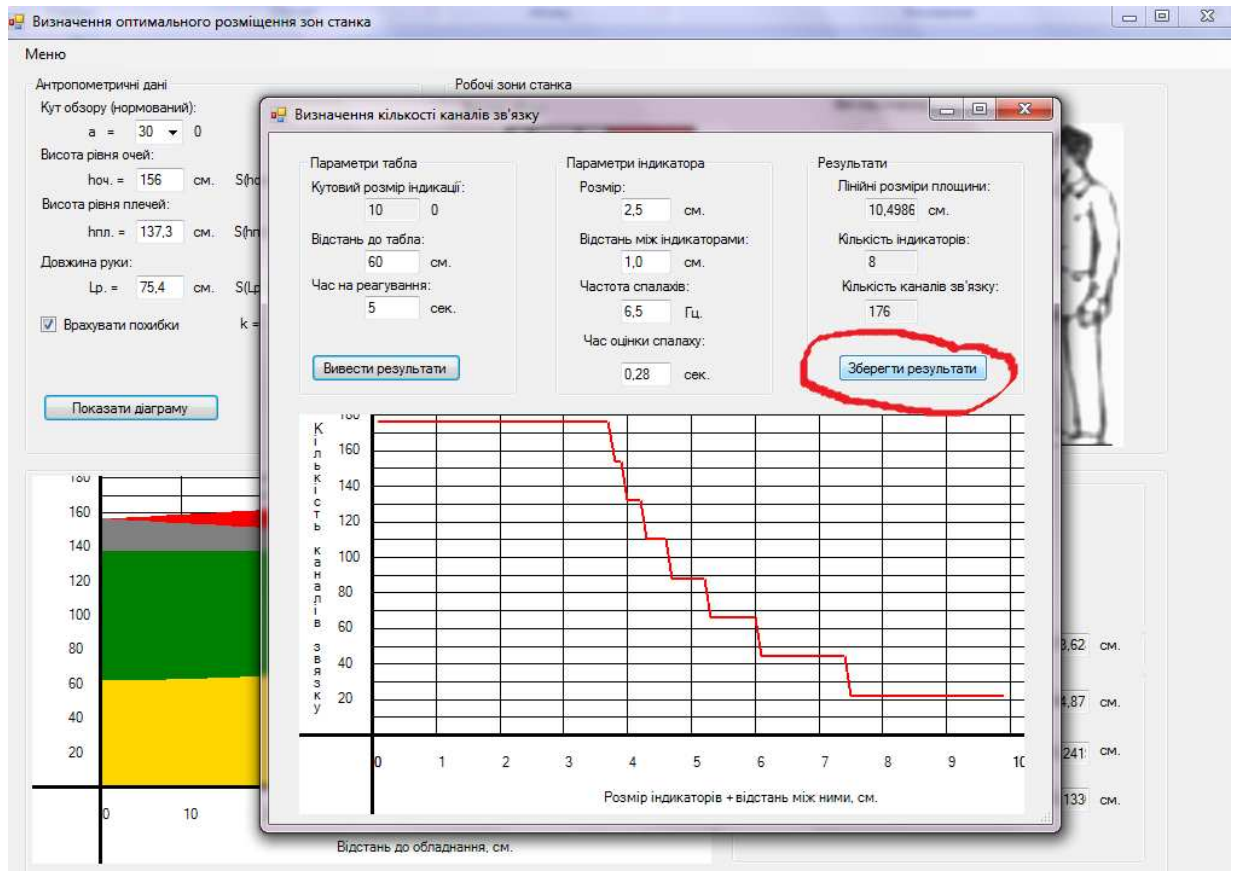 Визначення оптимального розміщення зон станка
Меню
Антропометричні дані
Кут обзору (нормований):
a = 30 0
Висота рівня очей:
hоч. = 156 см.
Висота рівня плечей:
hпл. = 137,3 см.
Довжина руки:
Lр. = 75,4 см.
Врахувати похибки k =
Показати діаграму
Робочі зони станка
Визначення кількості каналів зв'язку
Параметри табла
Кутовий розмір індикації:
10 0
Відстань до табла:
60 см.
Час на реагування:
5 сек.
Вивести результати
Параметри індикатора
Розмір:
2,5 см.
Відстань між індикаторами:
1,0 см.
Частота спалахів:
6,5 Гц.
Час оцінки спалаху:
0,28 сек.
Результати
Лінійні розміри площини:
10,4986 см.
Кількість індикаторів:
8
Кількість каналів зв'язку:
176
Зберегти результати
Кількість каналів звязку
180
160
140
120
100
80
60
40
20
0 1 2 3 4 5 6 7 8 9 10
Розмір індикаторів + відстань між ними, см.
180
160
140
120
100
80
60
40
20
0 10
Відстань до обладнання, см.
см.
см.
см.
см.